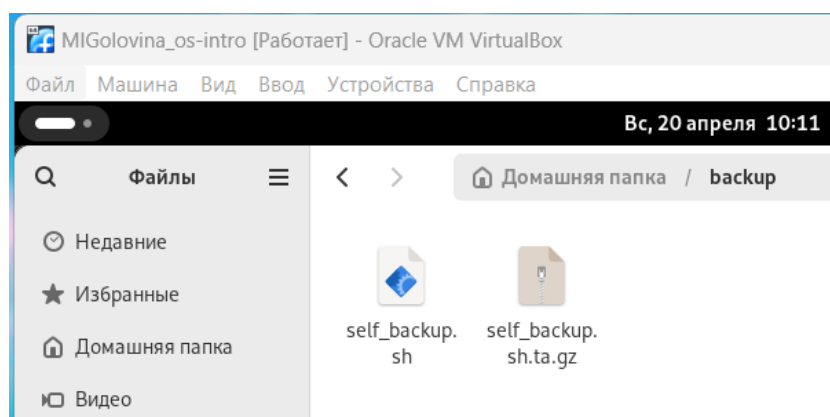 MIGolovina_os-intro [Работает] - Oracle VM VirtualBox
Файл Машина Вид Ввод Устройства Справка
Вс, 20 апреля 10:11
Файлы
Домашняя папка / backup
Недавние
Избранные
Домашняя папка
Видео
self_backup.
sh
self_backup.
sh.ta.gz